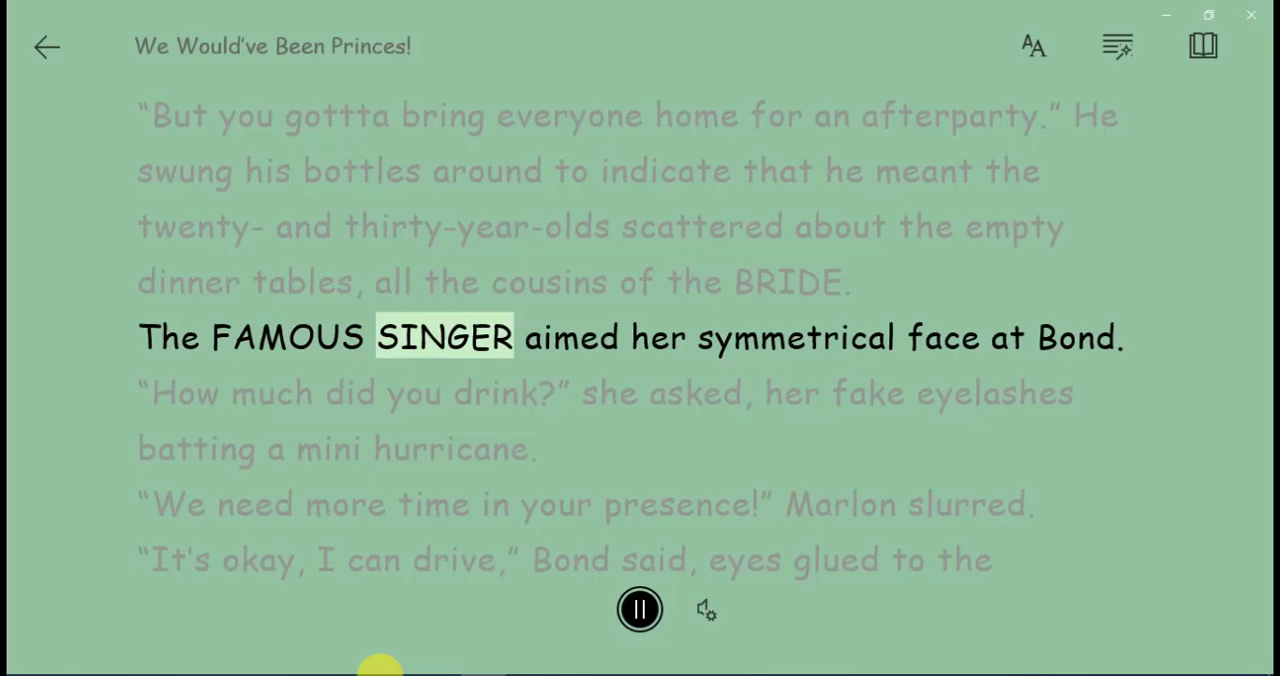 We Would've Been Princes!
“But you gottta bring everyone home for an afterparty.” He
swung his bottles around to indicate that he meant the
twenty- and thirty-year-olds scattered about the empty
dinner tables, all the cousins of the BRIDE.
The FAMOUS SINGER aimed her symmetrical face at Bond.
“How much did you drink?” she asked, her fake eyelashes
batting a mini hurricane.
“We need more time in your presence!” Marlon slurred.
“It's okay, I can drive,” Bond said, eyes glued to the